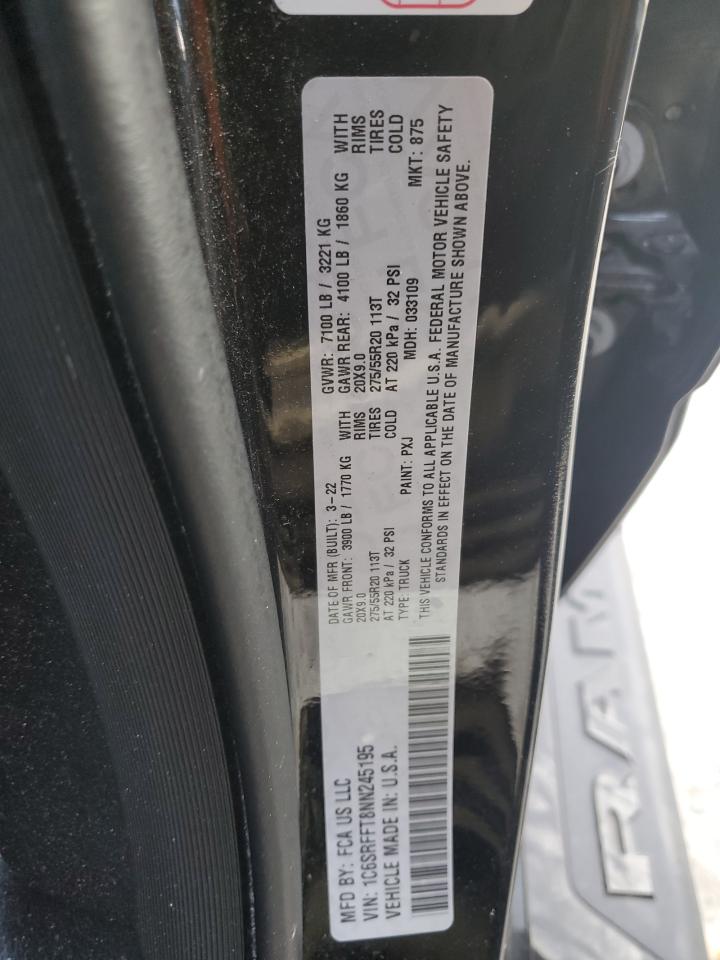 MFD BY: FCA US LLC
VIN: 1C6SRFFT8NN245195
VEHICLE MADE IN: U.S.A.
DATE OF MFR (BUILT): 3-22 GVWR: 7100 LB / 3221 KG
GAWR FRONT: 3900 LB / 1770 KG WITH GAWR REAR: 4100 LB / 1860 KG WITH
20X9.0 RIMS 20X9.0 RIMS
275/55R20 113T TIRES 275/55R20 113T TIRES
AT 220 kPa / 32 PSI COLD AT 220 kPa / 32 PSI COLD
TYPE: TRUCK PAINT: PXJ MDH: 033109 MKT: 875
THIS VEHICLE CONFORMS TO ALL APPLICABLE U.S.A. FEDERAL MOTOR VEHICLE SAFETY
STANDARDS IN EFFECT ON THE DATE OF MANUFACTURE SHOWN ABOVE.
RAM